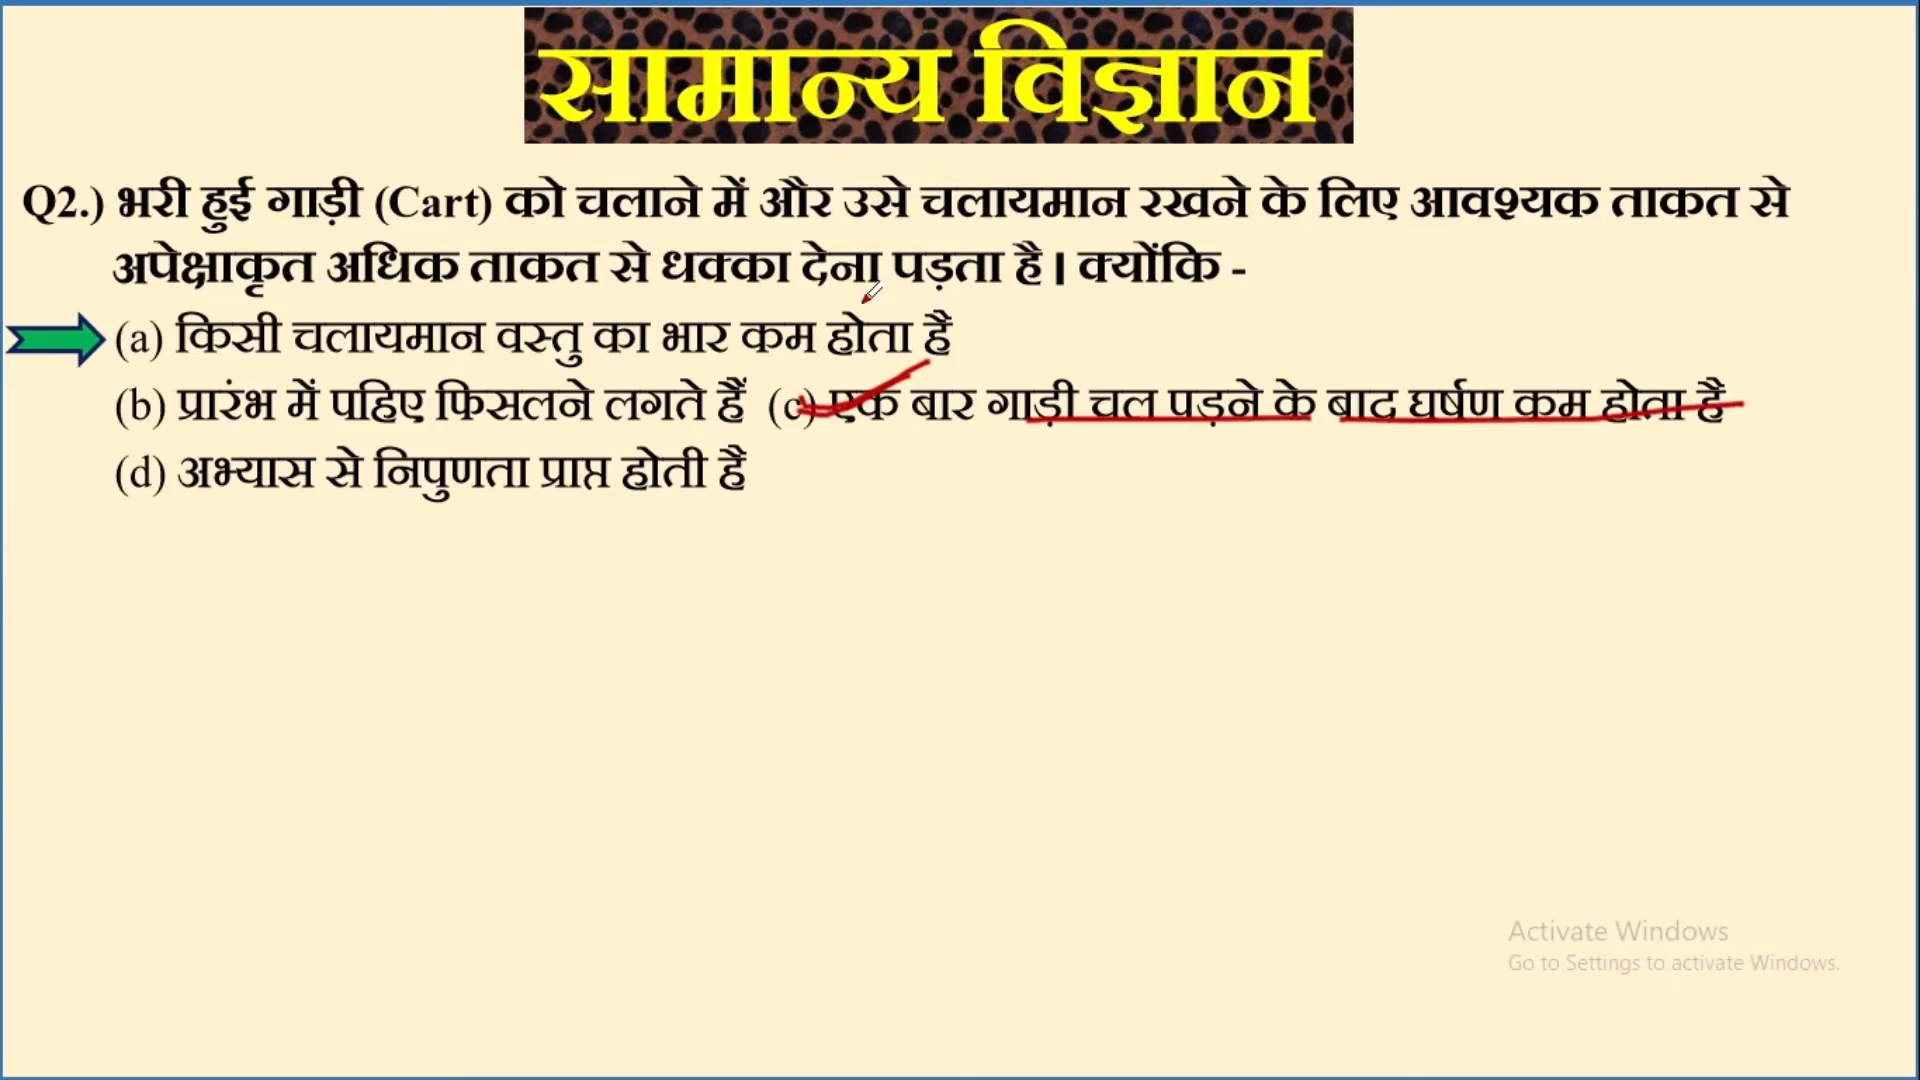 सामान्य विज्ञान
Q2.) भरी हुई गाड़ी (Cart) को चलाने में और उसे चलायमान रखने के लिए आवश्यक ताकत से
अपेक्षाकृत अधिक ताकत से धक्का देना पड़ता है। क्योंकि -
(a) किसी चलायमान वस्तु का भार कम होता है
(b) प्रारंभ में पहिए फिसलने लगते हैं (c) एक बार गाड़ी चल पड़ने के बाद घर्षण कम होता है
(d) अभ्यास से निपुणता प्राप्त होती है
Activate Windows
Go to Settings to activate Windows.